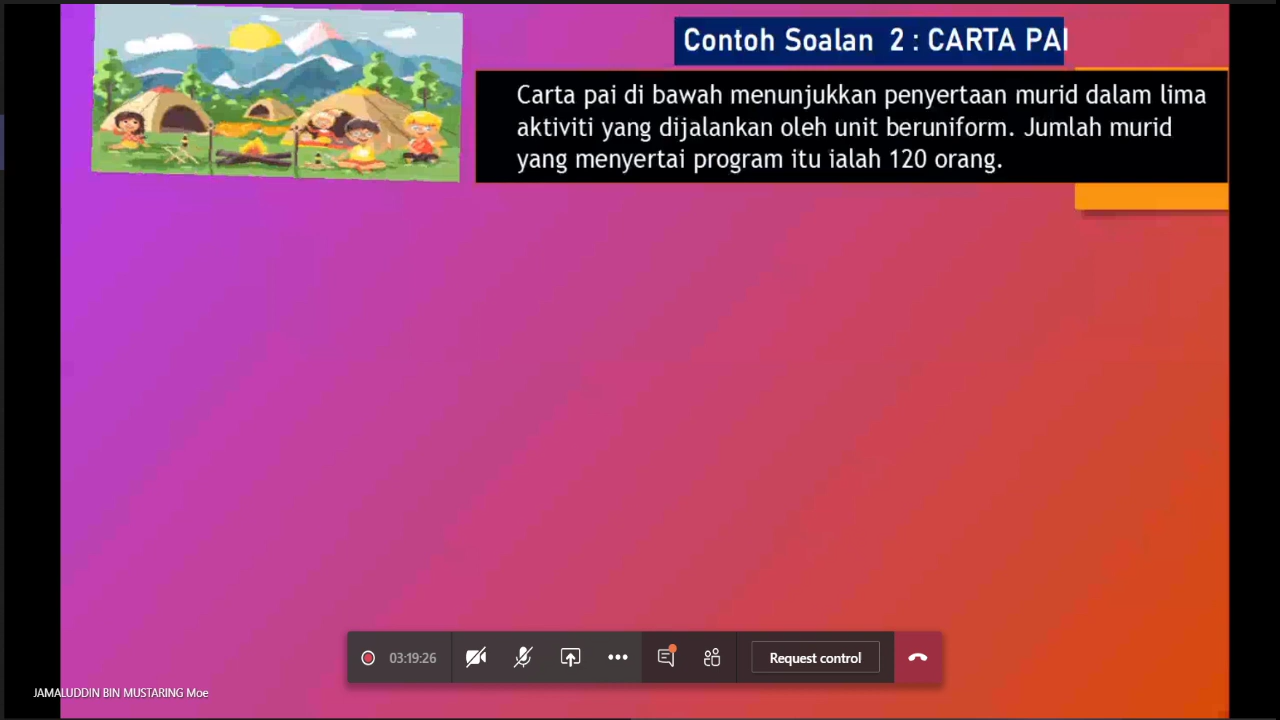 Contoh Soalan 2 : CARTA PAI
Carta pai di bawah menunjukkan penyertaan murid dalam lima
aktiviti yang dijalankan oleh unit beruniform. Jumlah murid
yang menyertai program itu ialah 120 orang.
03:19:26
Request control
JAMALUDDIN BIN MUSTARING Moe